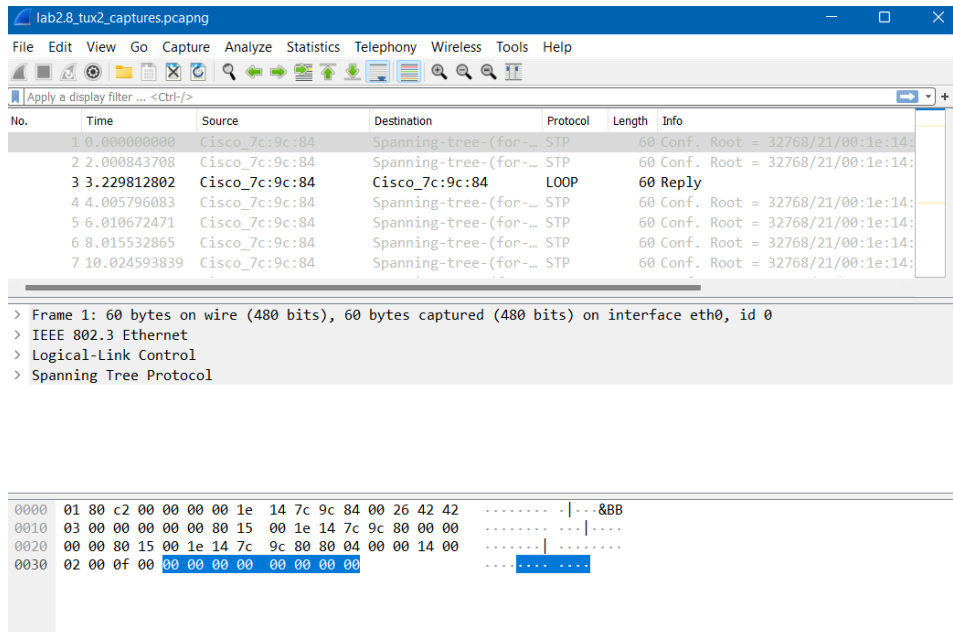 lab2.8_tux2_captures.pcapng
File Edit View Go Capture Analyze Statistics Telephony Wireless Tools Help
Apply a display filter ... <Ctrl-/>
No. Time Source Destination Protocol Length Info
1 0.000000000 Cisco_7c:9c:84 Spanning-tree-(for-… STP 60 Conf. Root = 32768/21/00:1e:14:
2 2.000843708 Cisco_7c:9c:84 Spanning-tree-(for-… STP 60 Conf. Root = 32768/21/00:1e:14:
3 3.229812802 Cisco_7c:9c:84 Cisco_7c:9c:84 LOOP 60 Reply
4 4.005796083 Cisco_7c:9c:84 Spanning-tree-(for-… STP 60 Conf. Root = 32768/21/00:1e:14:
5 6.010672471 Cisco_7c:9c:84 Spanning-tree-(for-… STP 60 Conf. Root = 32768/21/00:1e:14:
6 8.015532865 Cisco_7c:9c:84 Spanning-tree-(for-… STP 60 Conf. Root = 32768/21/00:1e:14:
7 10.024593839 Cisco_7c:9c:84 Spanning-tree-(for-… STP 60 Conf. Root = 32768/21/00:1e:14:
> Frame 1: 60 bytes on wire (480 bits), 60 bytes captured (480 bits) on interface eth0, id 0
> IEEE 802.3 Ethernet
> Logical-Link Control
> Spanning Tree Protocol
0000 01 80 c2 00 00 00 00 1e 14 7c 9c 84 00 26 42 42 ········ ·|···&BB
0010 03 00 00 00 00 00 80 15 00 1e 14 7c 9c 80 00 00 ········ ···|····
0020 00 00 80 15 00 1e 14 7c 9c 80 80 04 00 00 14 00 ·······| ········
0030 02 00 0f 00 00 00 00 00 00 00 00 00 ········ ····